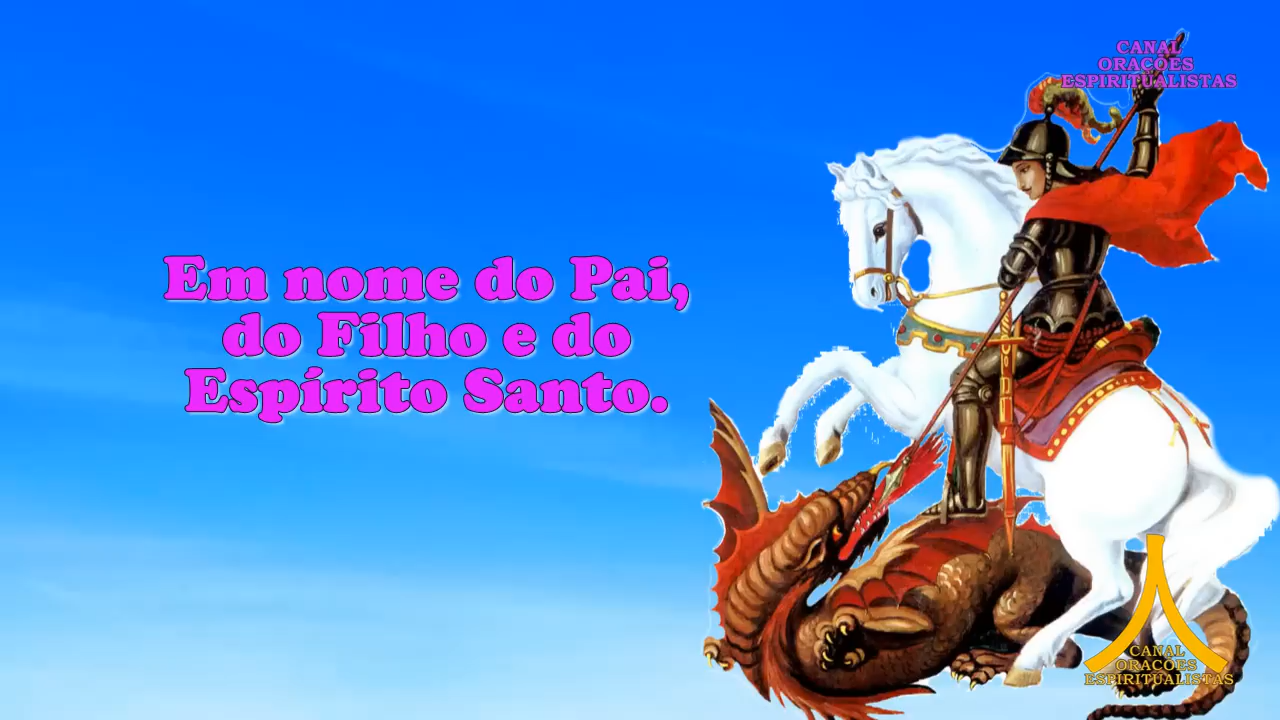 CANAL
ORAÇÕES
ESPIRITUALISTAS
Em nome do Pai,
do Filho e do
Espírito Santo.
CANAL
ORAÇÕES
ESPIRITUALISTAS